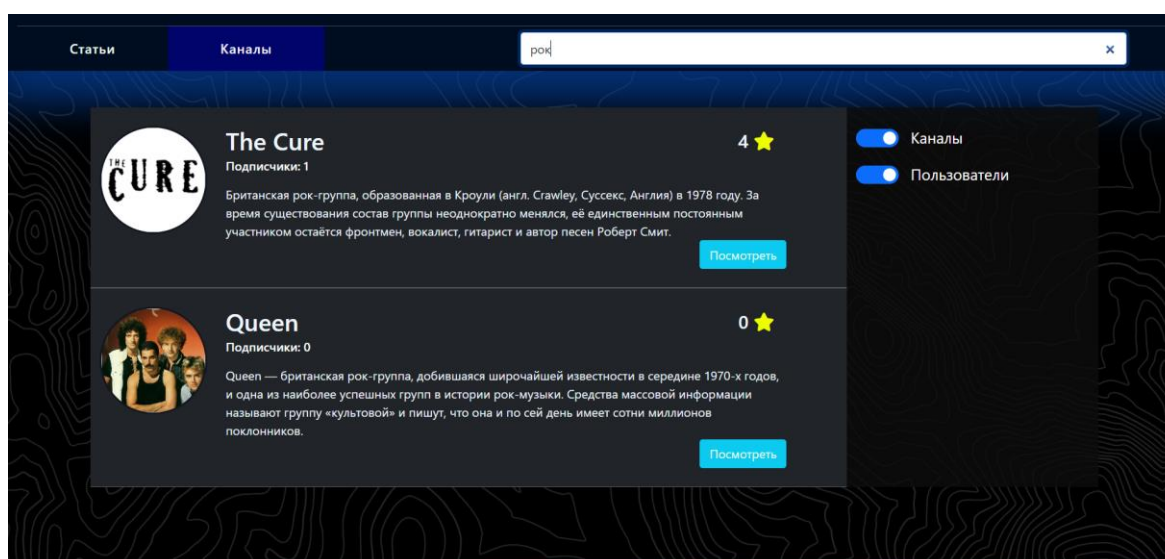 Статьи
Каналы
рок
×
THE CURE
The Cure
4
Подписчики: 1
Британская рок-группа, образованная в Кроули (англ. Crawley, Суссекс, Англия) в 1978 году. За
время существования состав группы неоднократно менялся, её единственным постоянным
участником остаётся фронтмен, вокалист, гитарист и автор песен Роберт Смит.
Посмотреть
Queen
0
Подписчики: 0
Queen — британская рок-группа, добившаяся широчайшей известности в середине 1970-х годов,
и одна из наиболее успешных групп в истории рок-музыки. Средства массовой информации
называют группу «культовой» и пишут, что она и по сей день имеет сотни миллионов
поклонников.
Посмотреть
Каналы
Пользователи